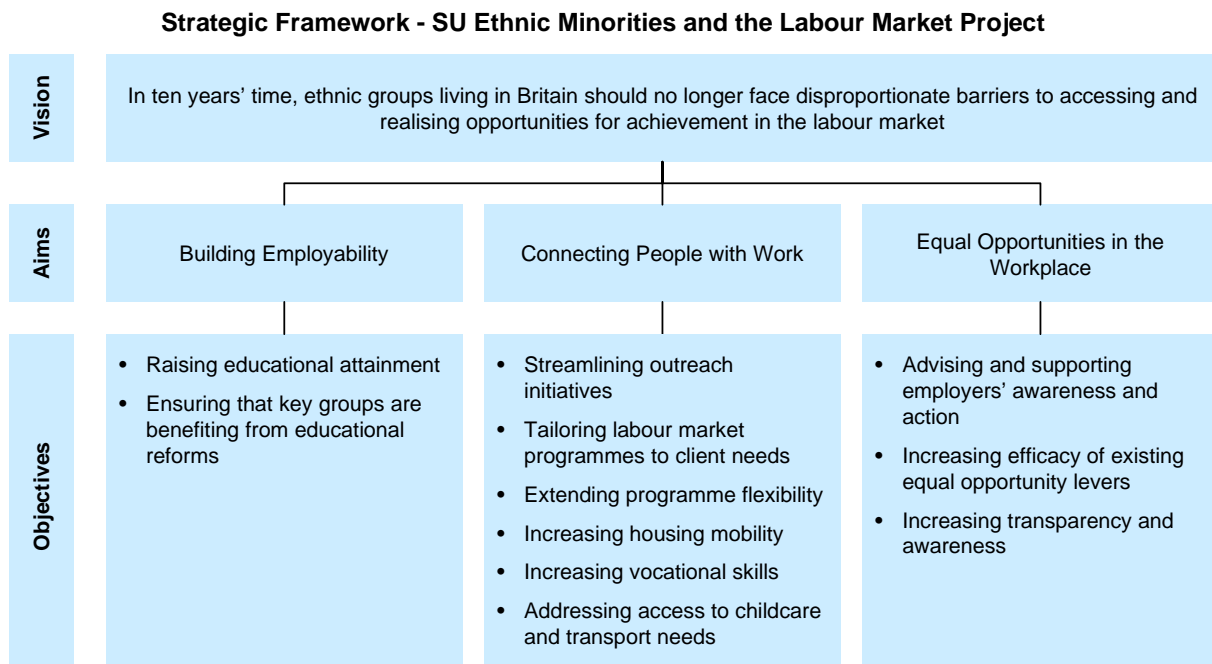 Strategic Framework - SU Ethnic Minorities and the Labour Market Project
Vision
In ten years’ time, ethnic groups living in Britain should no longer face disproportionate barriers to accessing and
realising opportunities for achievement in the labour market
Aims
Building Employability
Connecting People with Work
Equal Opportunities in the
Workplace
Objectives
• Raising educational attainment
• Ensuring that key groups are
benefiting from educational
reforms
• Streamlining outreach
initiatives
• Tailoring labour market
programmes to client needs
• Extending programme flexibility
• Increasing housing mobility
• Increasing vocational skills
• Addressing access to childcare
and transport needs
• Advising and supporting
employers’ awareness and
action
• Increasing efficacy of existing
equal opportunity levers
• Increasing transparency and
awareness